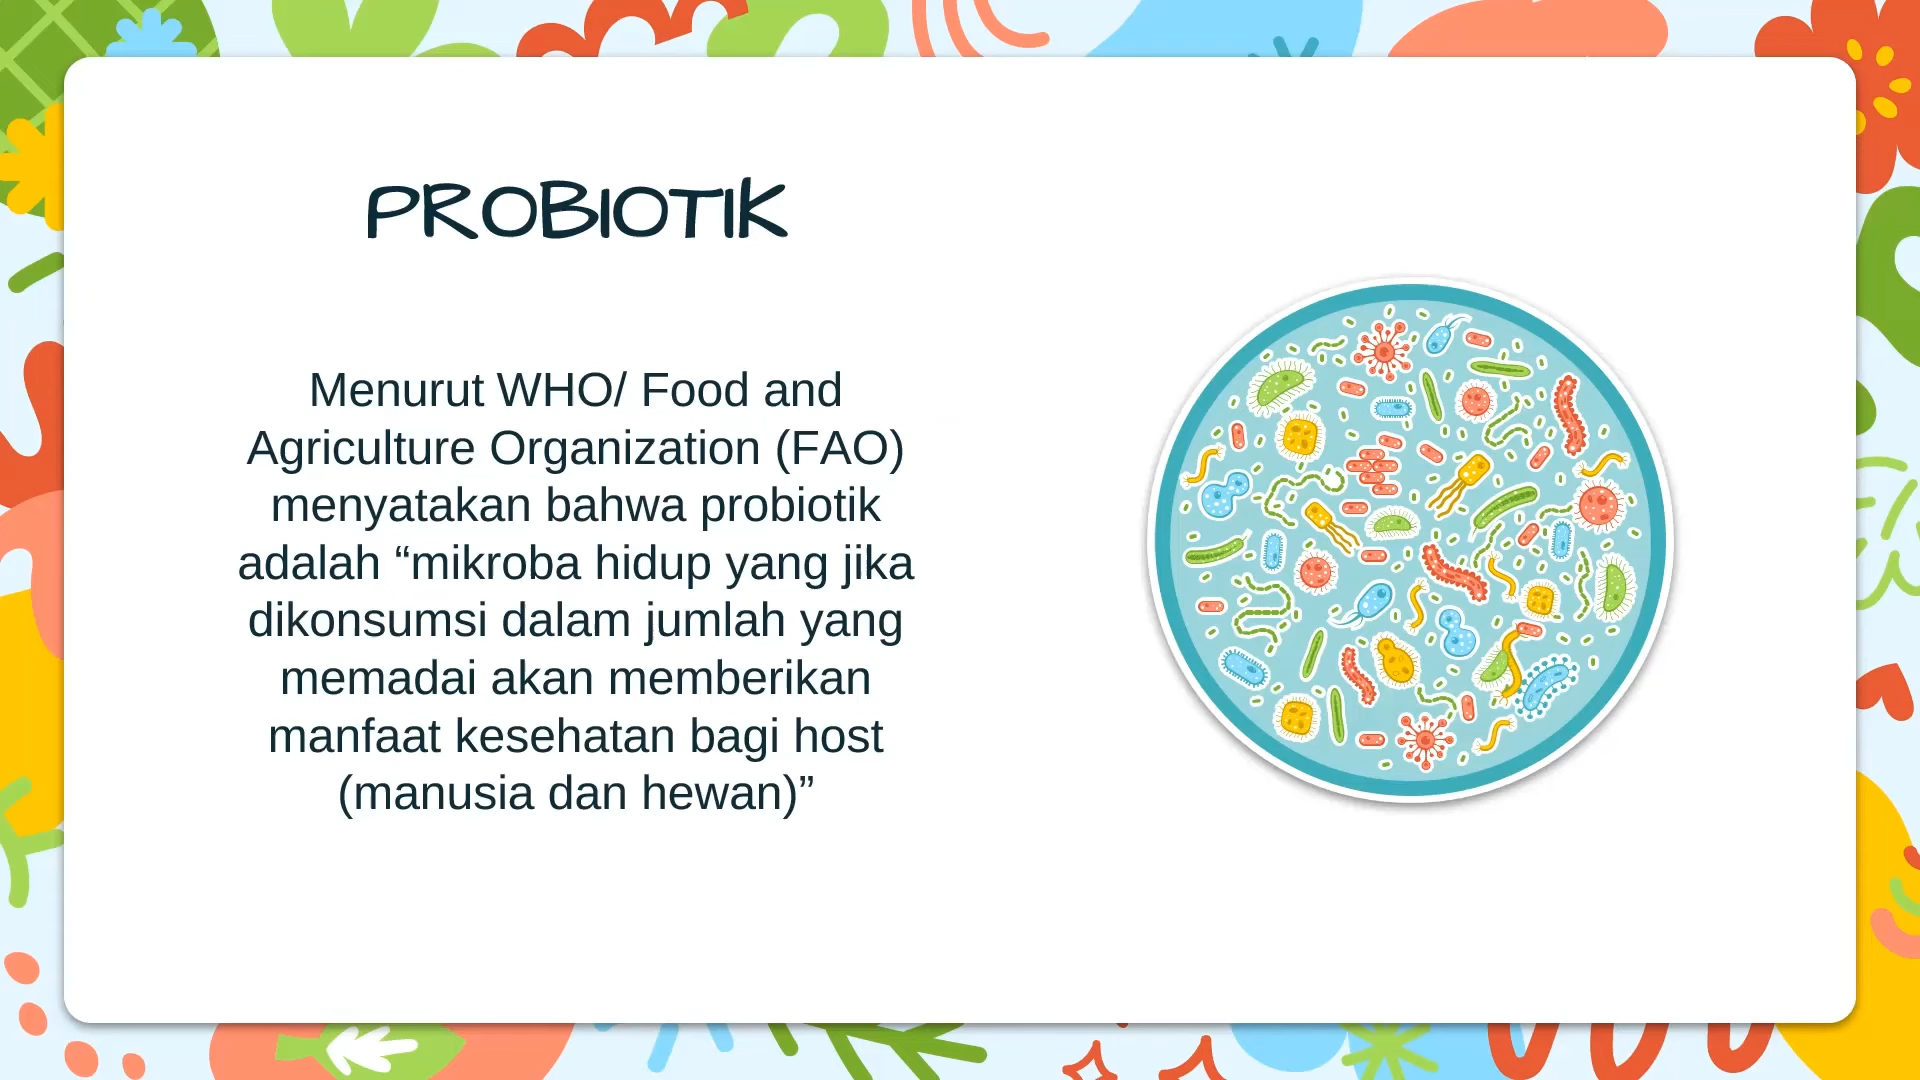 PROBIOTIK
Menurut WHO/ Food and
Agriculture Organization (FAO)
menyatakan bahwa probiotik
adalah “mikroba hidup yang jika
dikonsumsi dalam jumlah yang
memadai akan memberikan
manfaat kesehatan bagi host
(manusia dan hewan)”